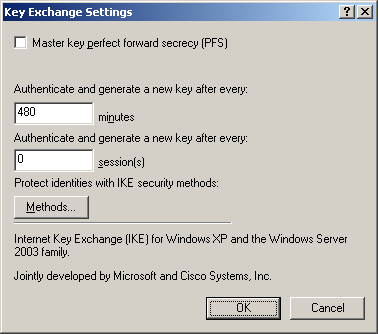 Key Exchange Settings
Master key perfect forward secrecy (PFS)
Authenticate and generate a new key after every:
480 minutes
Authenticate and generate a new key after every:
0 session(s)
Protect identities with IKE security methods:
Methods...
Internet Key Exchange (IKE) for Windows XP and the Windows Server
2003 family.
Jointly developed by Microsoft and Cisco Systems, Inc.
OK Cancel